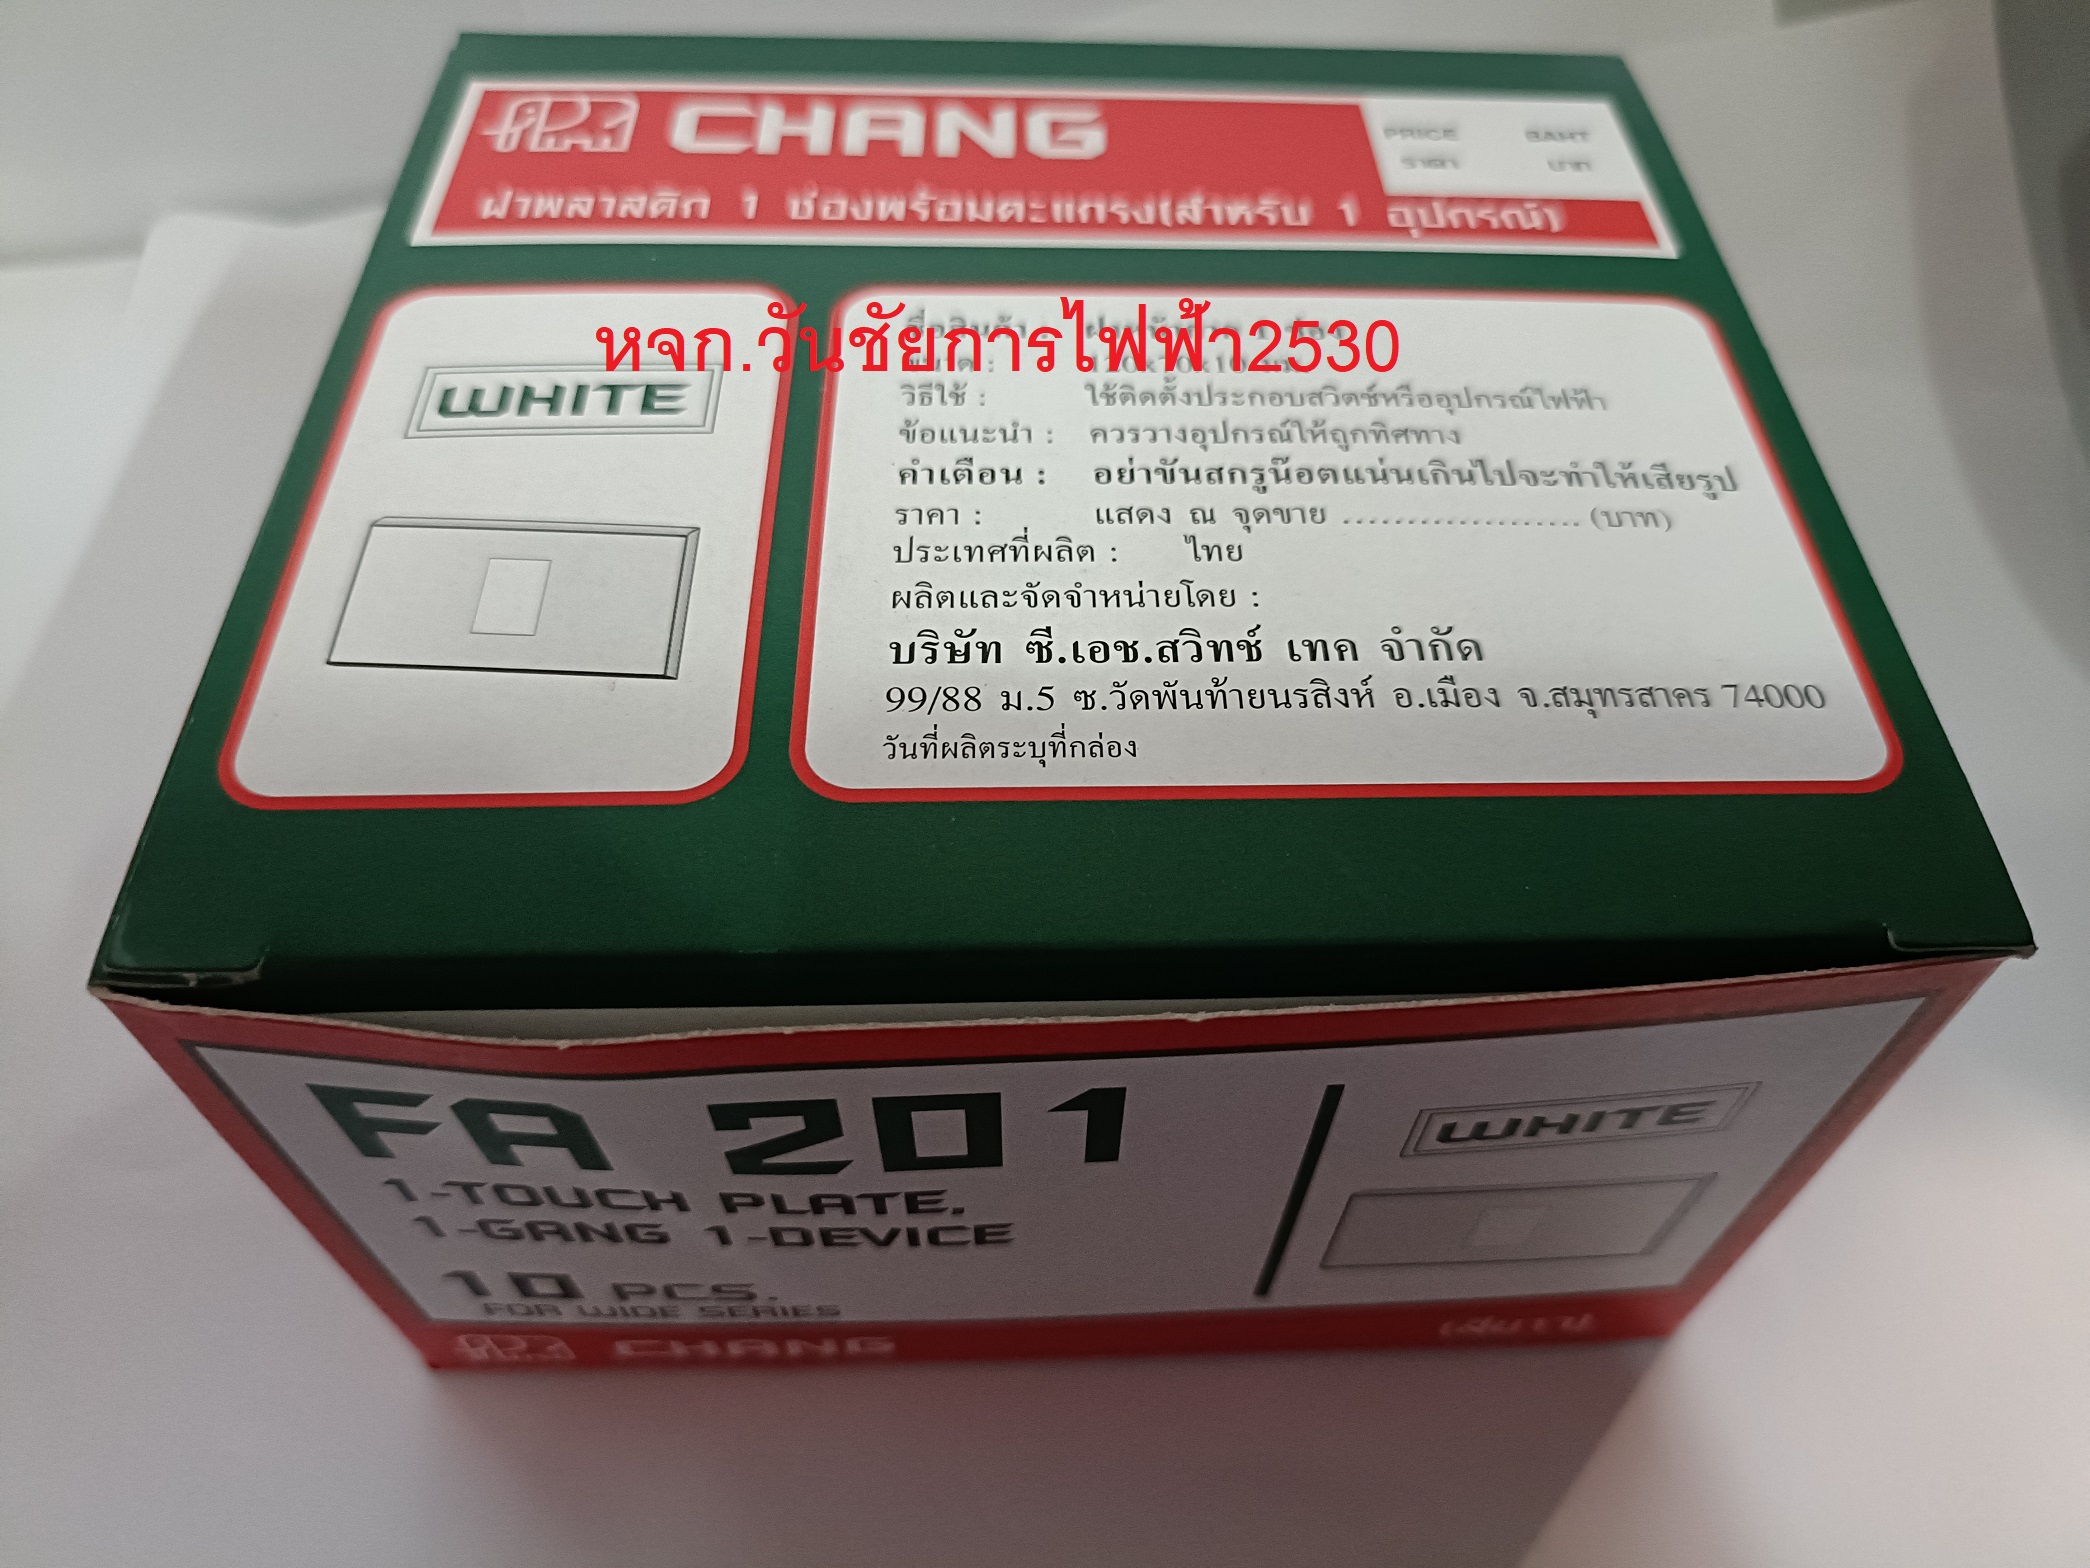 CHANG
PRICE BAHT
ราคา บาท
ฝาพลาสติก 1 ช่องพร้อมตะแกรง(สำหรับ 1 อุปกรณ์)
หจก.วันชัยการไฟฟ้า2530
WHITE
ชื่อสินค้า :
ขนาด : 120x70x10 มม.
วิธีใช้ : ใช้ติดตั้งประกอบสวิตช์หรืออุปกรณ์ไฟฟ้า
ข้อแนะนำ : ควรวางอุปกรณ์ให้ถูกทิศทาง
คำเตือน : อย่าขันสกรูน๊อตแน่นเกินไปจะทำให้เสียรูป
ราคา : แสดง ณ จุดขาย ................... (บาท)
ประเทศที่ผลิต : ไทย
ผลิตและจัดจำหน่ายโดย :
บริษัท ซี.เอช.สวิทช์ เทค จำกัด
99/88 ม.5 ซ.วัดพันท้ายนรสิงห์ อ.เมือง จ.สมุทรสาคร 74000
วันที่ผลิตระบุที่กล่อง
FA 201
1-TOUCH PLATE,
1-GANG 1-DEVICE
10 PCS.
FOR WIDE SERIES
WHITE
CHANG